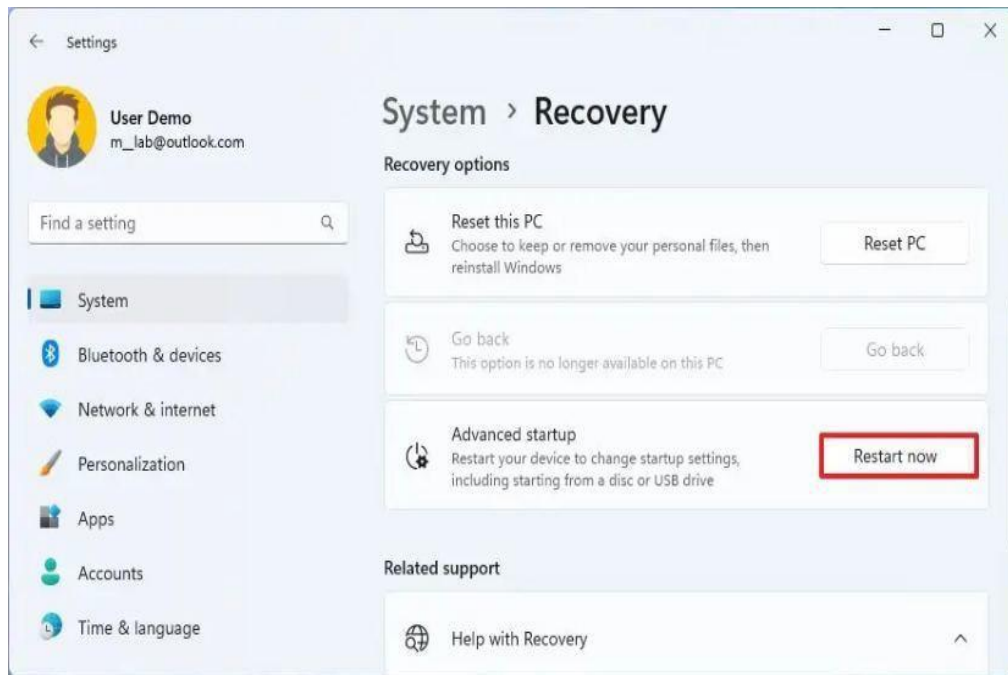 Settings
User Demo
m_lab@outlook.com
Find a setting
System
Bluetooth & devices
Network & internet
Personalization
Apps
Accounts
Time & language
System > Recovery
Recovery options
Reset this PC
Choose to keep or remove your personal files, then
reinstall Windows
Reset PC
Go back
This option is no longer available on this PC
Go back
Advanced startup
Restart your device to change startup settings,
including starting from a disc or USB drive
Restart now
Related support
Help with Recovery